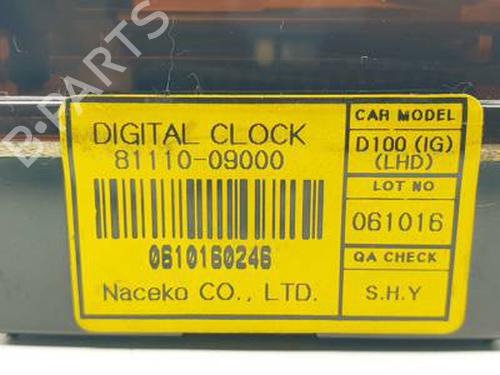 B-PARTS
DIGITAL CLOCK
81110-09000
0610160246
Naceko CO., LTD.
CAR MODEL
D100 (IG)
(LHD)
LOT NO
061016
QA CHECK
S.H.Y